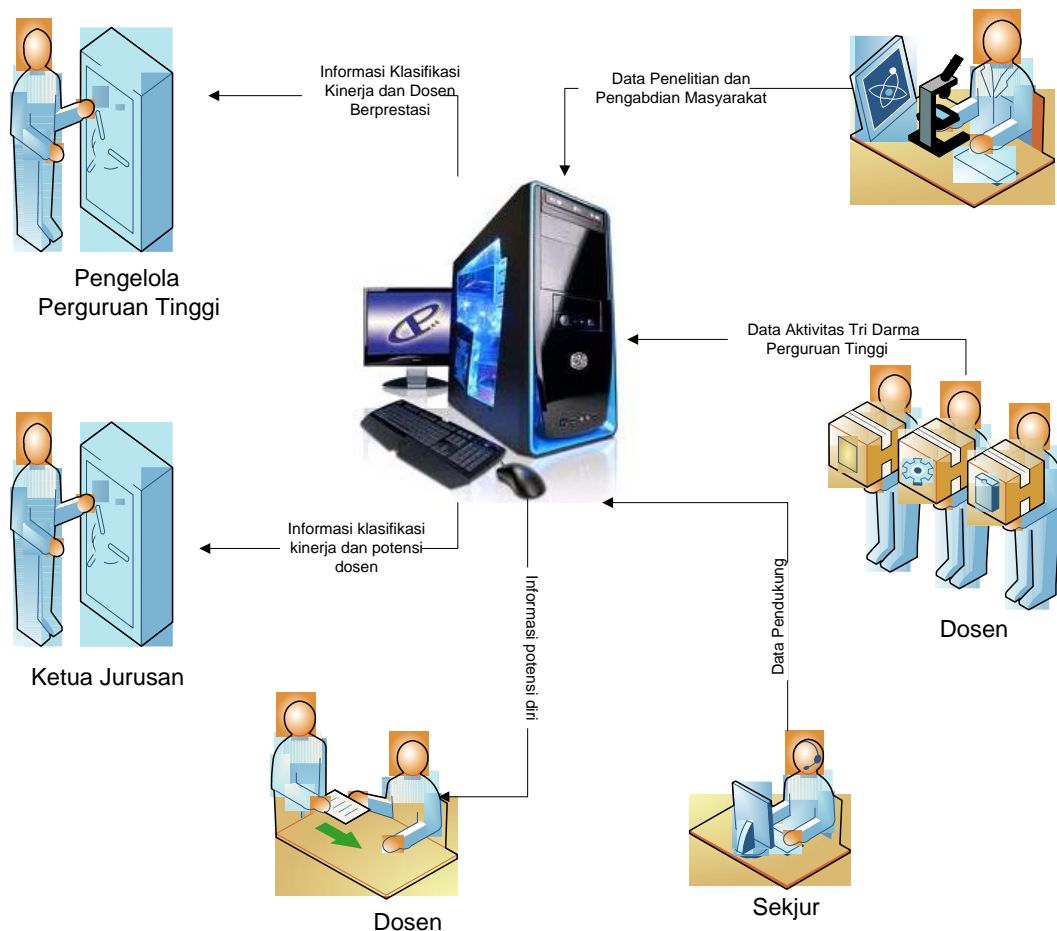 Informasi Klasifikasi
Kinerja dan Dosen
Berprestasi
Data Penelitian dan
Pengabdian Masyarakat
Pengelola
Perguruan Tinggi
Data Aktivitas Tri Darma
Perguruan Tinggi
Informasi klasifikasi
kinerja dan potensi
dosen
Informasi potensi diri
Data Pendukung
Dosen
Ketua Jurusan
Dosen
Sekjur